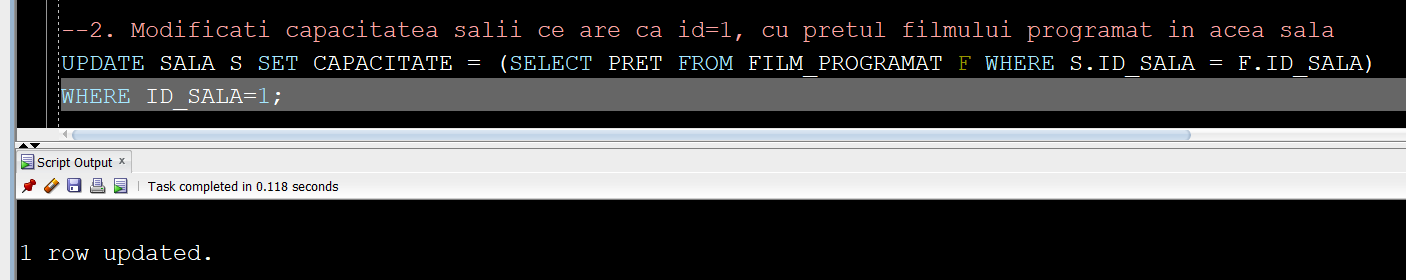 --2. Modificati capacitatea salii ce are ca id=1, cu pretul filmului programat in acea sala
UPDATE SALA S SET CAPACITATE = (SELECT PRET FROM FILM_PROGRAMAT F WHERE S.ID_SALA = F.ID_SALA)
WHERE ID_SALA=1;
Script Output x
Task completed in 0.118 seconds
1 row updated.